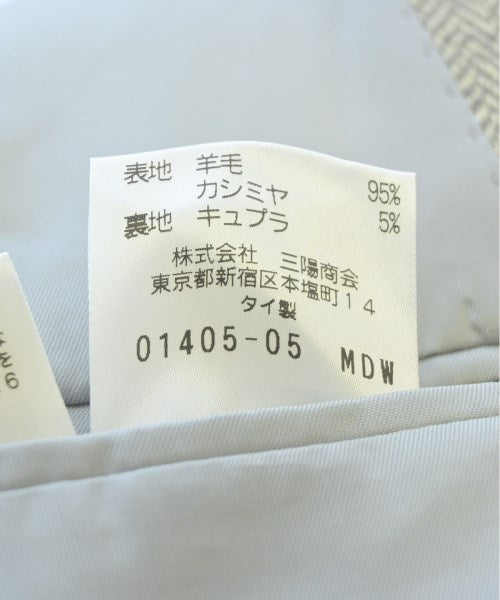 表地 羊毛 95%
カシミヤ 5%
裏地 キュプラ
株式会社 三陽商会
東京都新宿区本塩町14
タイ製
01405-05 MDW